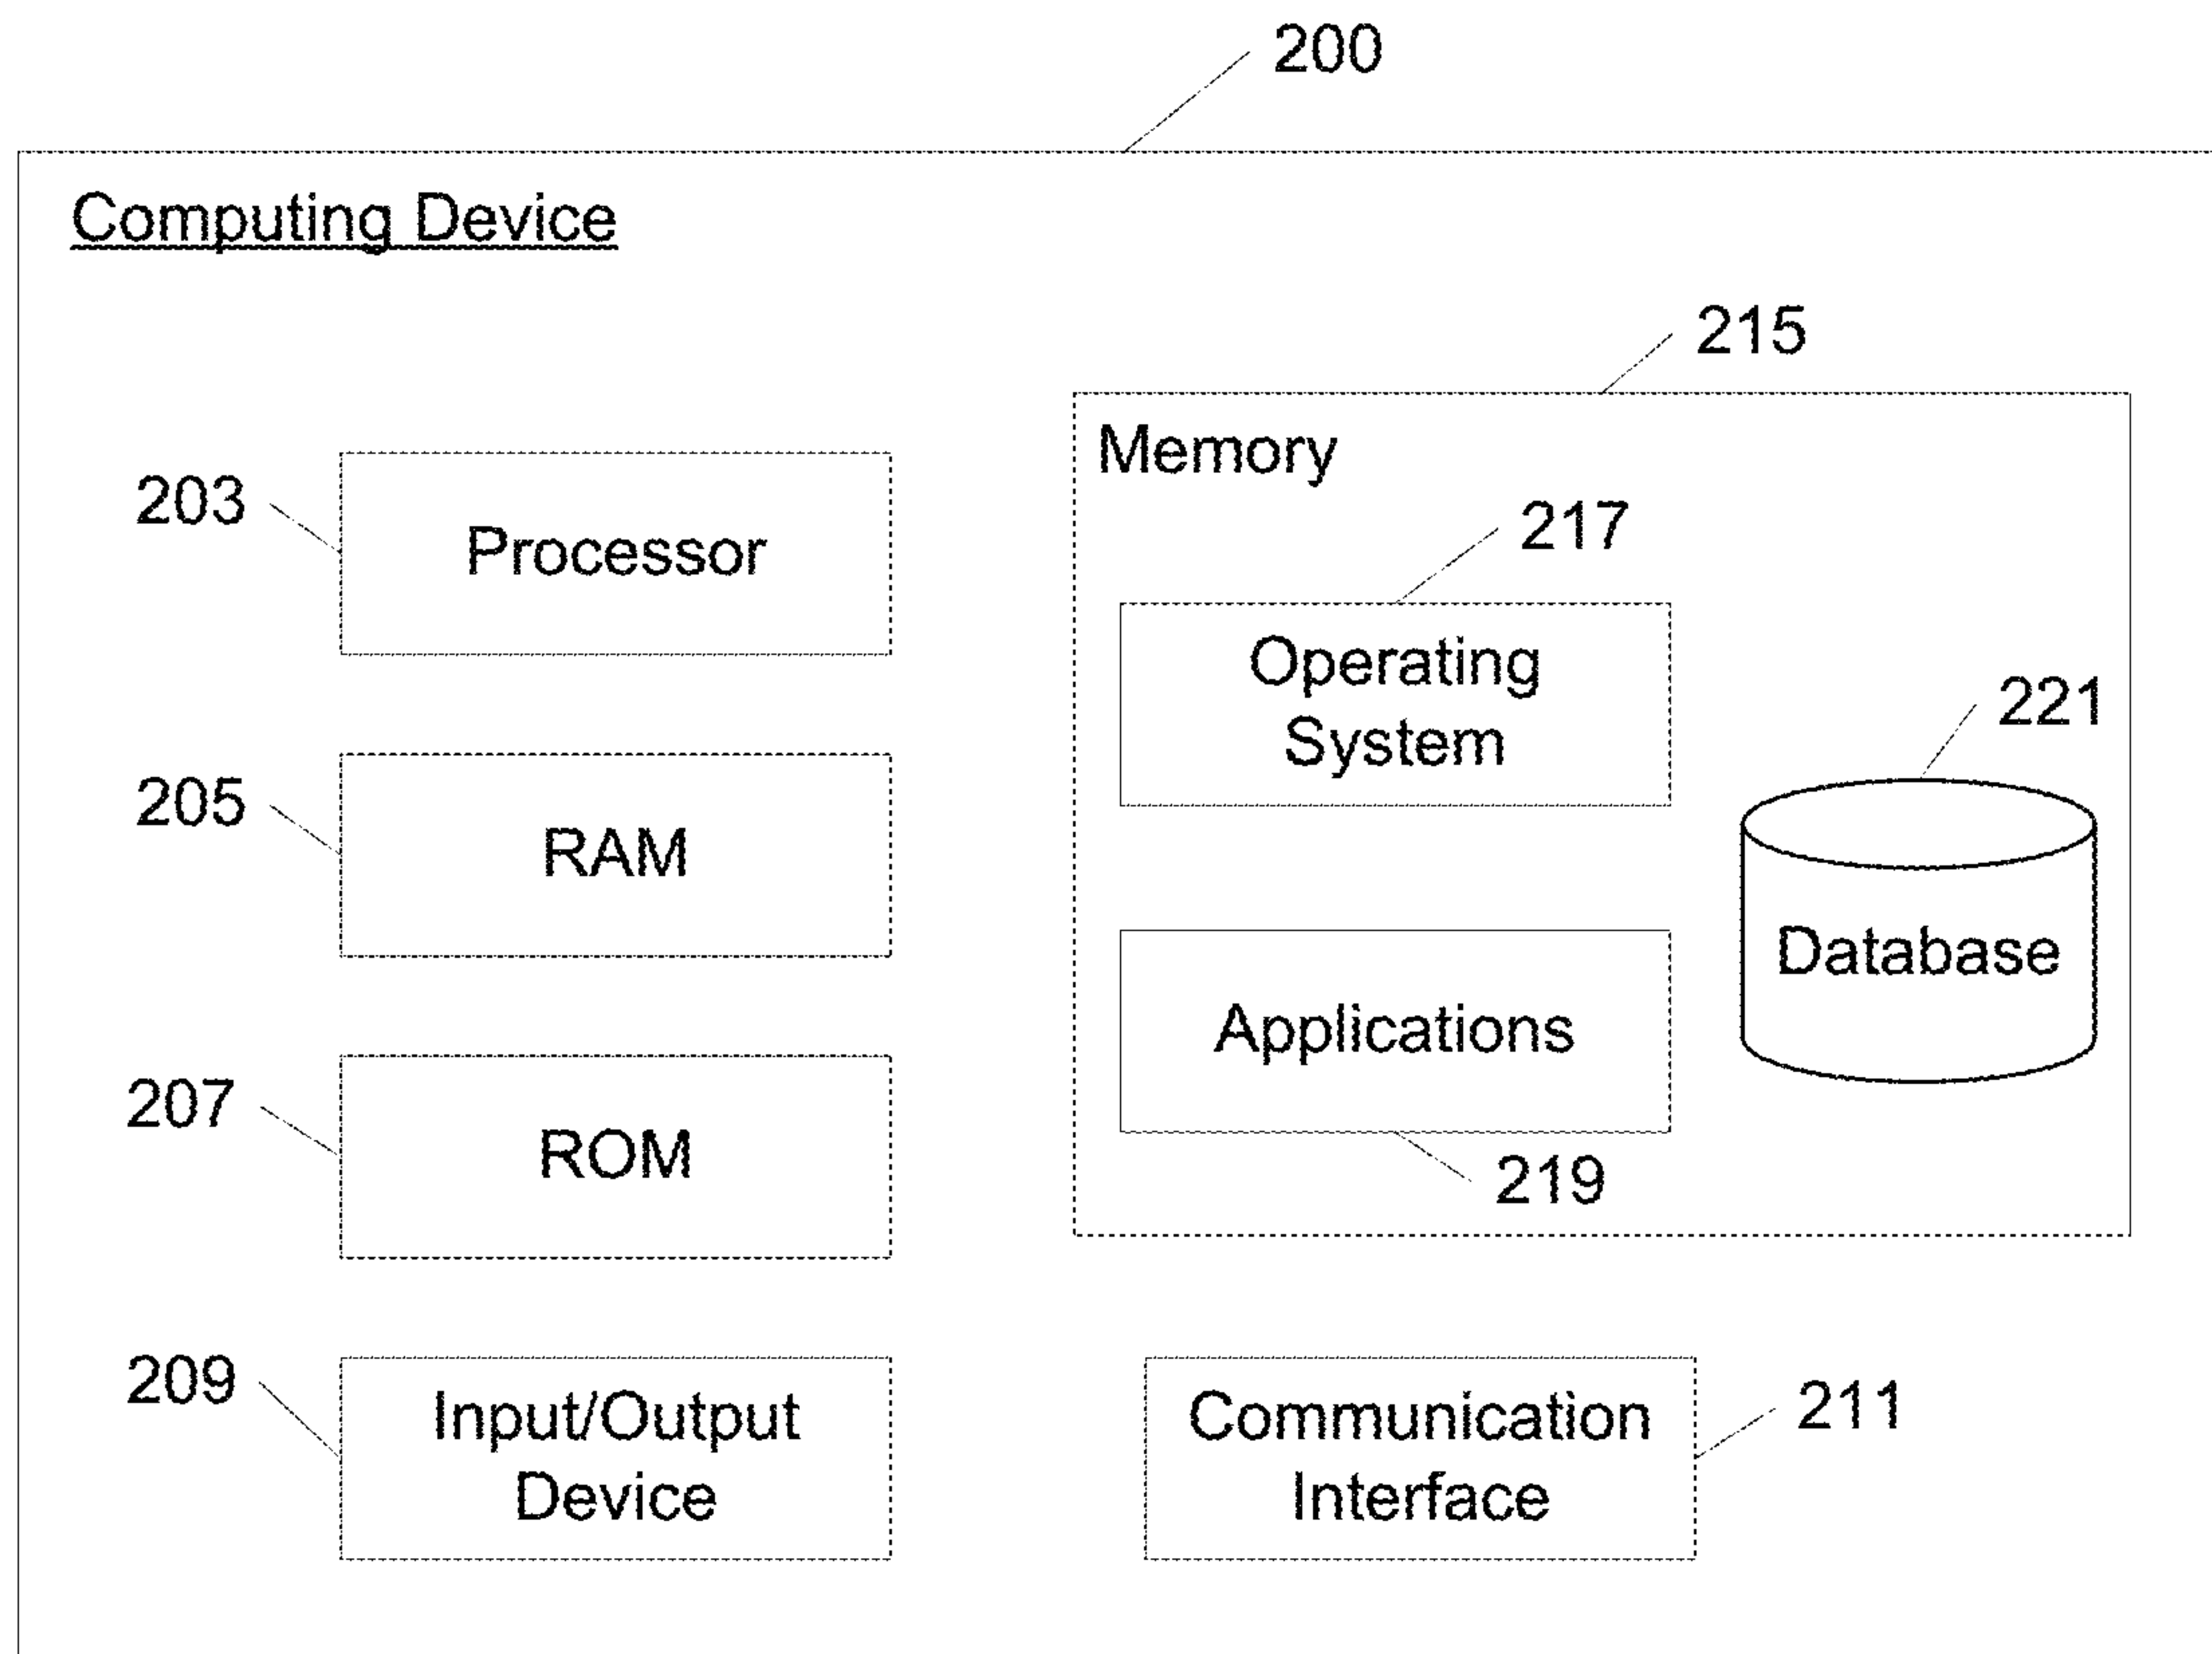 200
Computing Device
215
Memory
203
Processor
217
Operating
System
221
205
RAM
Database
Applications
219
207
ROM
209
Input/Output
Device
Communication
Interface
211